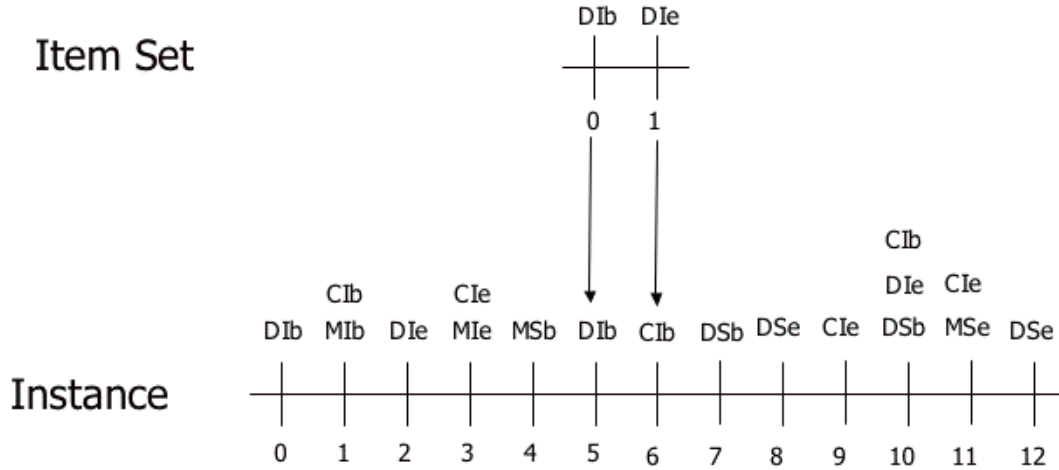 DIb DIe
Item Set
0 1
CIb
CIb CIe DIe CIe
DIb MIb DIe MIe MSb DIb CIb DSb DSe CIe DSb MSe DSe
Instance
0 1 2 3 4 5 6 7 8 9 10 11 12